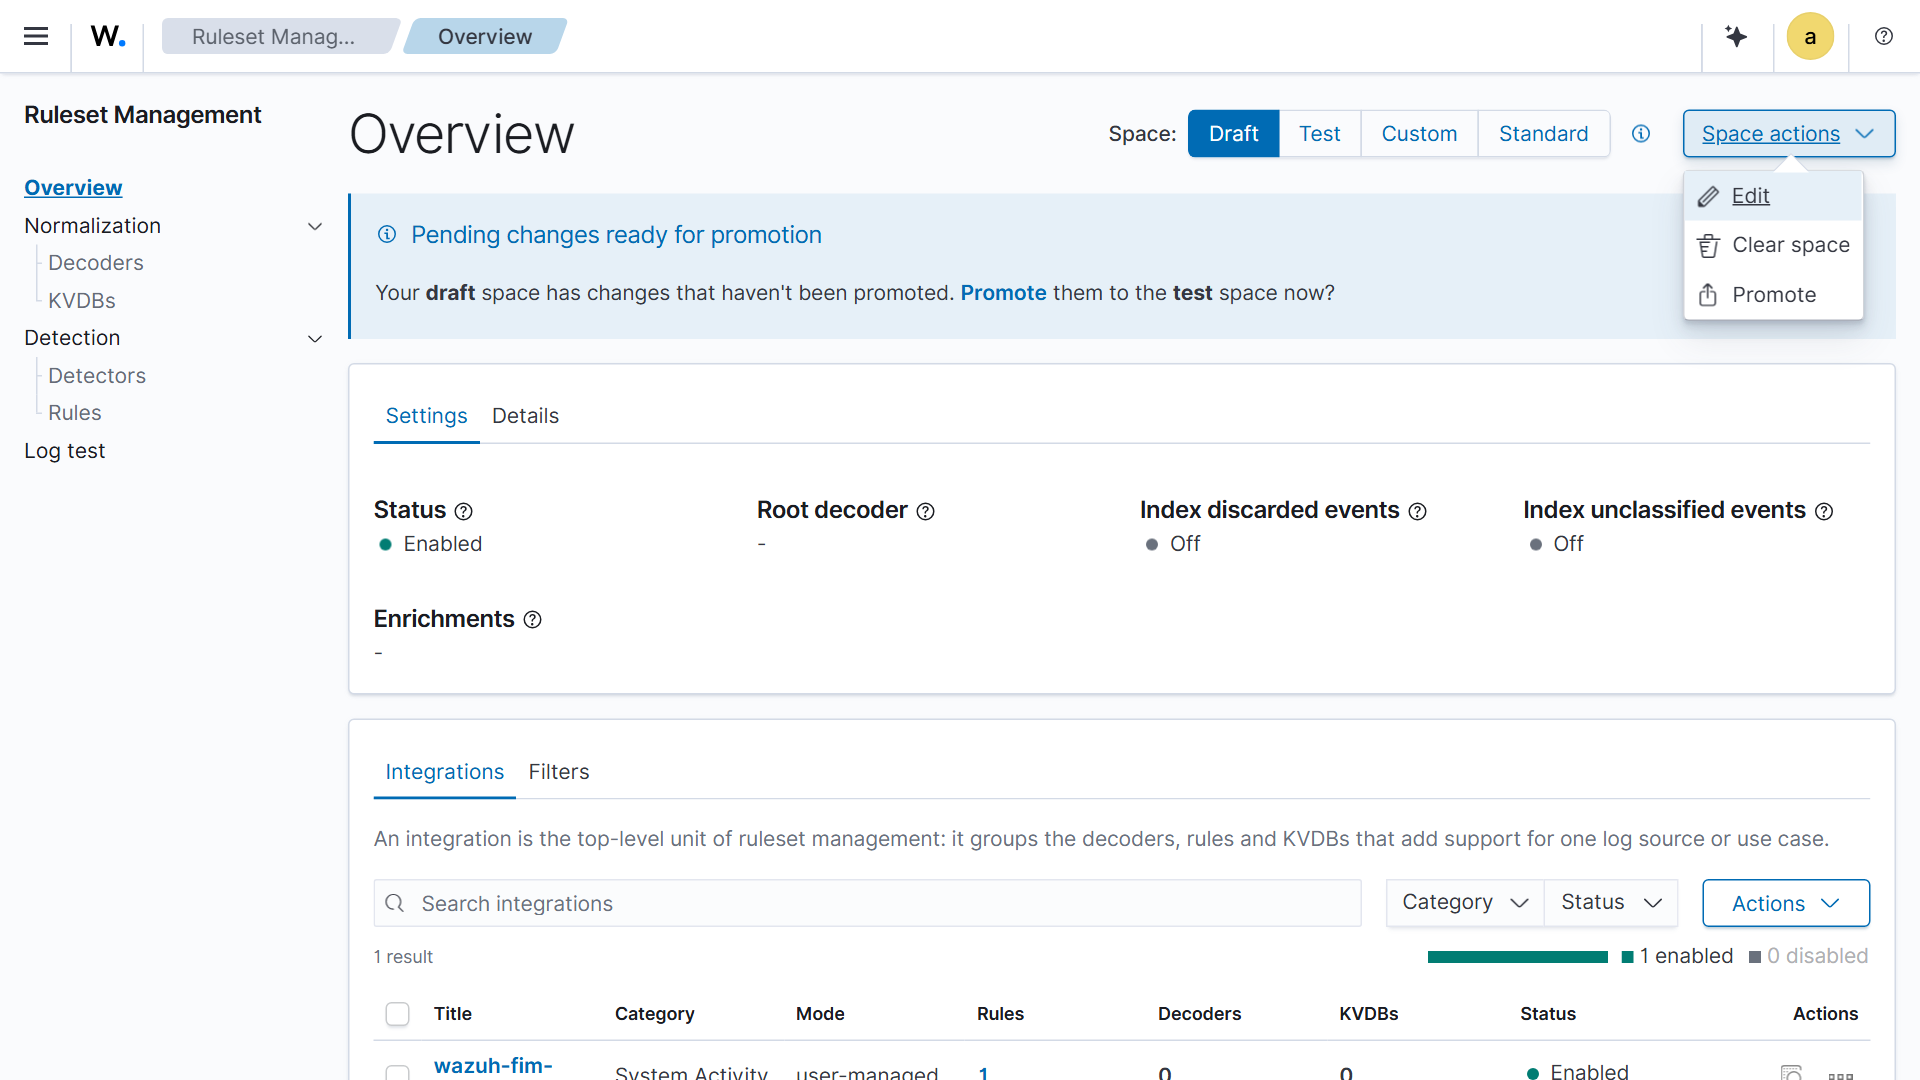 W.
Ruleset Manag...
Overview
a
Ruleset Management
Overview
Normalization
Decoders
KVDBs
Detection
Detectors
Rules
Log test
Overview
Space: Draft Test Custom Standard
Space actions
Edit
Clear space
Promote
Pending changes ready for promotion
Your draft space has changes that haven't been promoted. Promote them to the test space now?
Settings Details
Status Root decoder Index discarded events Index unclassified events
Enabled - Off Off
Enrichments
-
Integrations Filters
An integration is the top-level unit of ruleset management: it groups the decoders, rules and KVDBs that add support for one log source or use case.
Search integrations Category Status Actions
1 result 1 enabled 0 disabled
Title Category Mode Rules Decoders KVDBs Status Actions
wazuh-fim- System Activity user-managed 1 0 0 Enabled